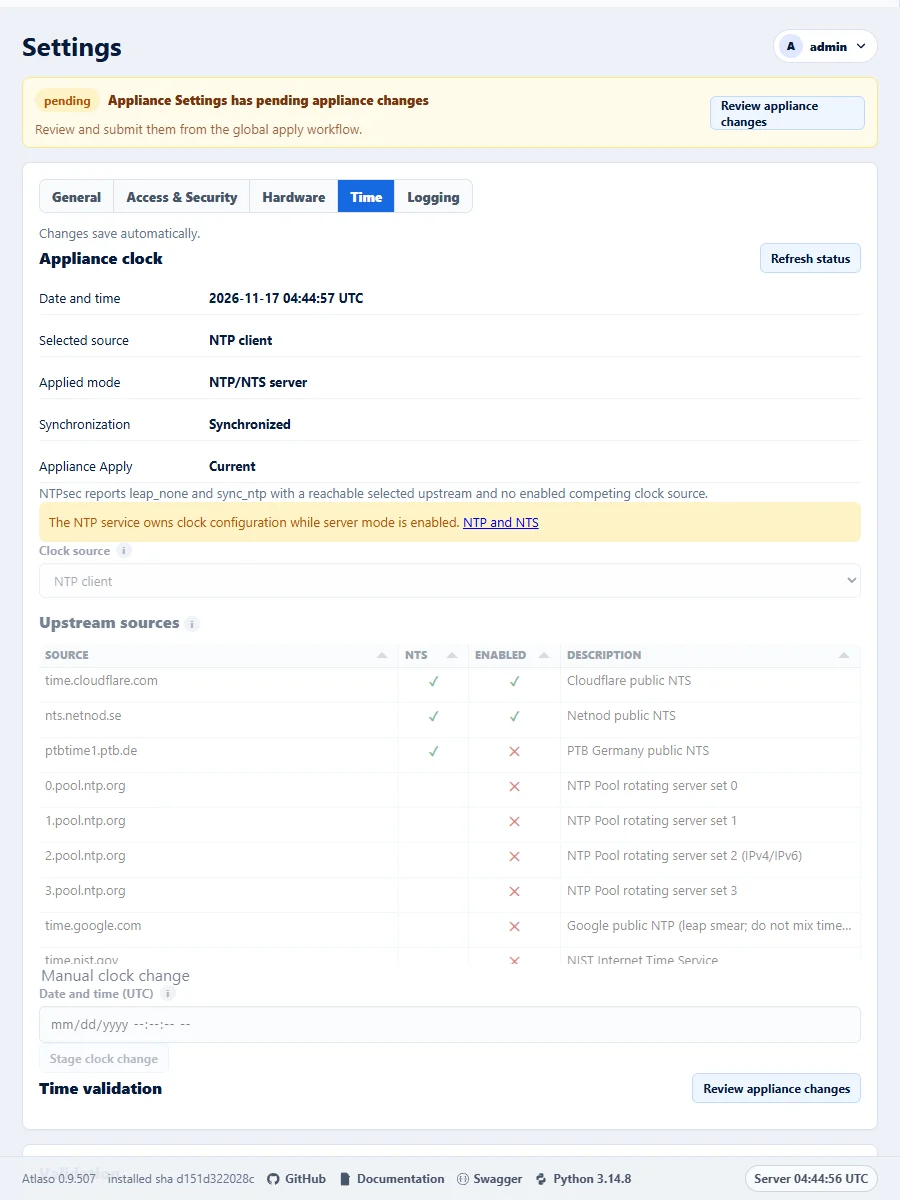 Settings
A admin
pending Appliance Settings has pending appliance changes
Review and submit them from the global apply workflow.
Review appliance
changes
General Access & Security Hardware Time Logging
Changes save automatically.
Appliance clock
Refresh status
Date and time 2026-11-17 04:44:57 UTC
Selected source NTP client
Applied mode NTP/NTS server
Synchronization Synchronized
Appliance Apply Current
NTPsec reports leap_none and sync_ntp with a reachable selected upstream and no enabled competing clock source.
The NTP service owns clock configuration while server mode is enabled. NTP and NTS
Clock source i
NTP client
Upstream sources i
SOURCE NTS ENABLED DESCRIPTION
time.cloudflare.com ✓ ✓ Cloudflare public NTS
nts.netnod.se ✓ ✓ Netnod public NTS
ptbtime1.ptb.de ✓ ✕ PTB Germany public NTS
0.pool.ntp.org ✕ NTP Pool rotating server set 0
1.pool.ntp.org ✕ NTP Pool rotating server set 1
2.pool.ntp.org ✕ NTP Pool rotating server set 2 (IPv4/IPv6)
3.pool.ntp.org ✕ NTP Pool rotating server set 3
time.google.com ✕ Google public NTP (leap smear; do not mix time...
time.nist.gov ✕ NIST Internet Time Service
Manual clock change
Date and time (UTC) i
mm/dd/yyyy --:--:-- --
Stage clock change
Time validation
Review appliance changes
Validation
Atlaso 0.9.507 installed sha d151d322028c GitHub Documentation Swagger Python 3.14.8 Server 04:44:56 UTC